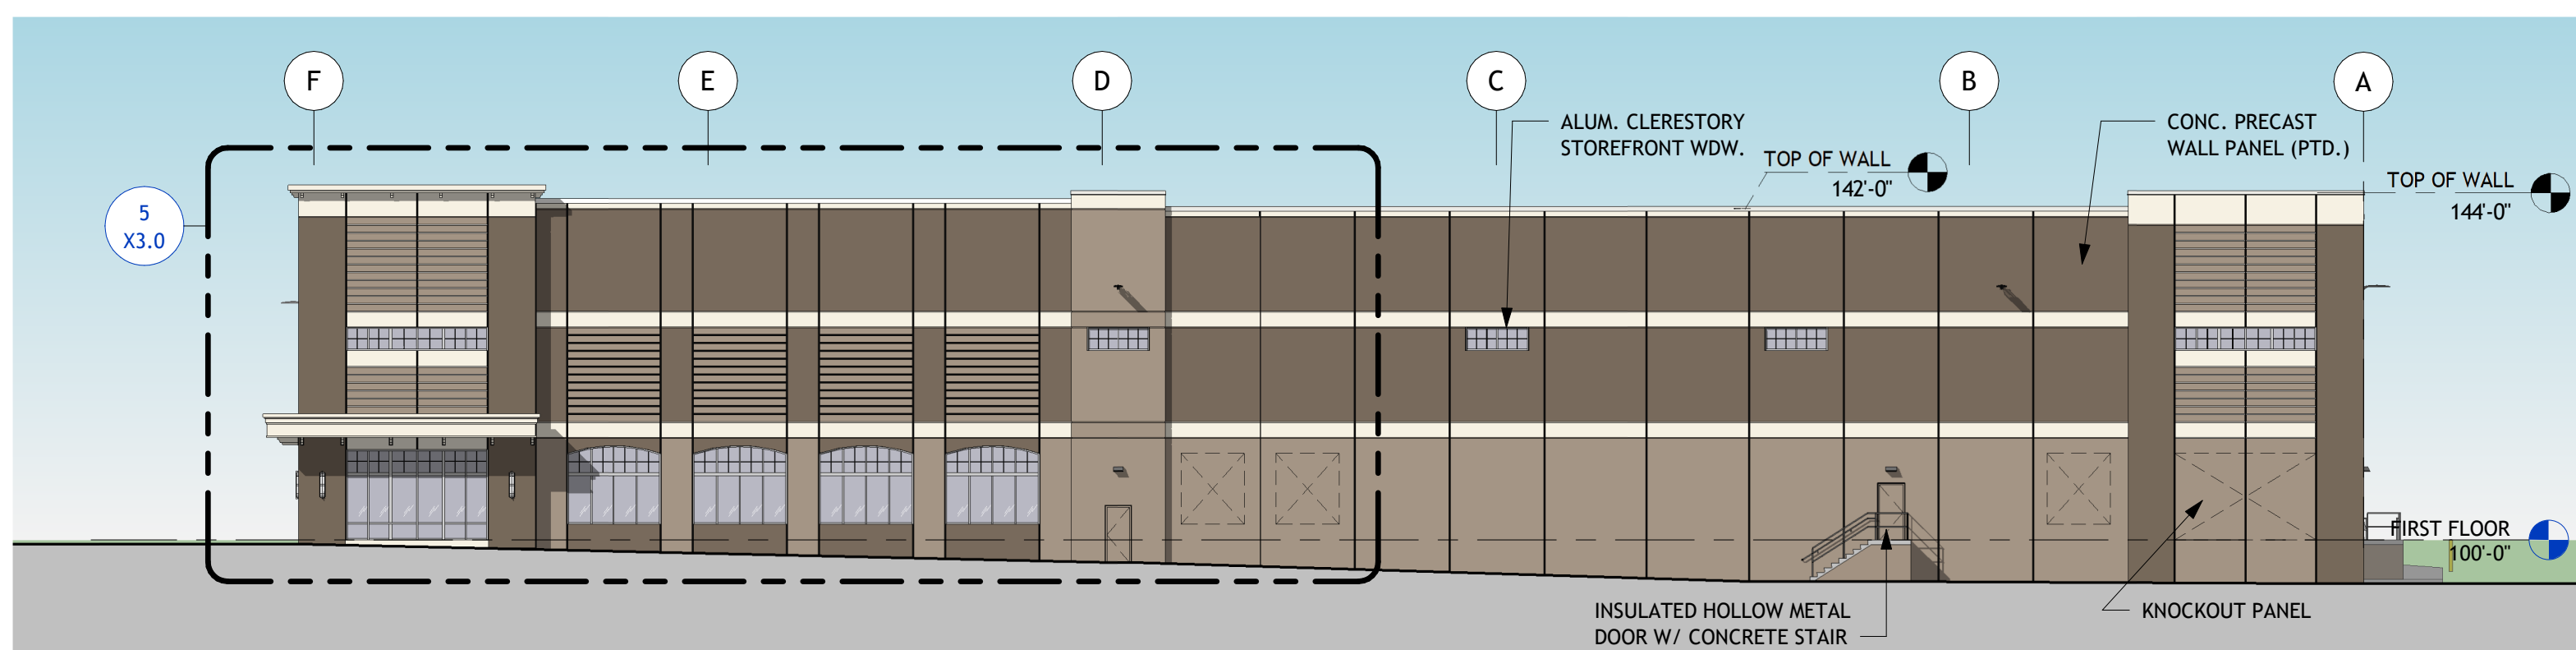 F
E
D
C
B
A
ALUM. CLERESTORY
STOREFRONT WDW.
CONC. PRECAST
WALL PANEL (PTD.)
TOP OF WALL
142'-0"
TOP OF WALL
144'-0"
5
X3.0
FIRST FLOOR
100'-0"
INSULATED HOLLOW METAL
DOOR W/ CONCRETE STAIR
KNOCKOUT PANEL